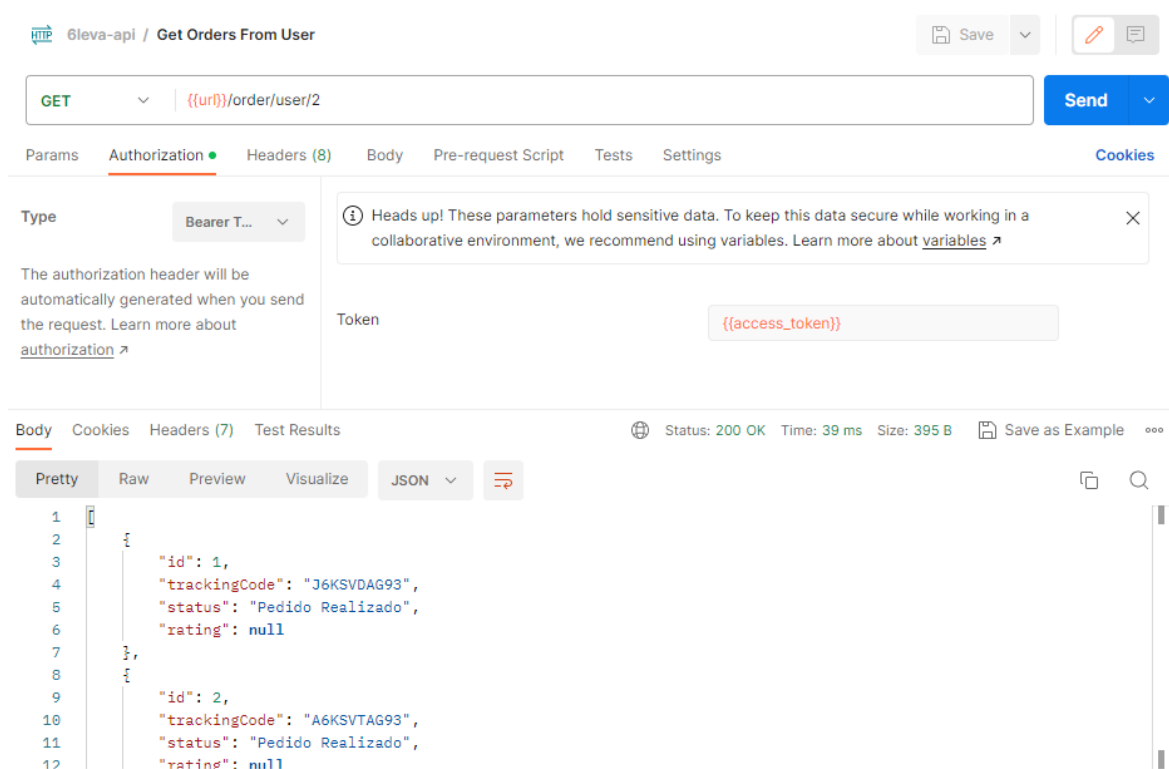 HTTP 6leva-api / Get Orders From User Save
GET {{url}}/order/user/2 Send
Params Authorization Headers (8) Body Pre-request Script Tests Settings Cookies
Type Bearer T...
The authorization header will be
automatically generated when you send
the request. Learn more about
authorization ↗
Heads up! These parameters hold sensitive data. To keep this data secure while working in a
collaborative environment, we recommend using variables. Learn more about variables ↗
Token {{access_token}}
Body Cookies Headers (7) Test Results Status: 200 OK Time: 39 ms Size: 395 B Save as Example
Pretty Raw Preview Visualize JSON
1 [
2 {
3 "id": 1,
4 "trackingCode": "J6KSVDAG93",
5 "status": "Pedido Realizado",
6 "rating": null
7 },
8 {
9 "id": 2,
10 "trackingCode": "A6KSVTAG93",
11 "status": "Pedido Realizado",
12 "rating": null